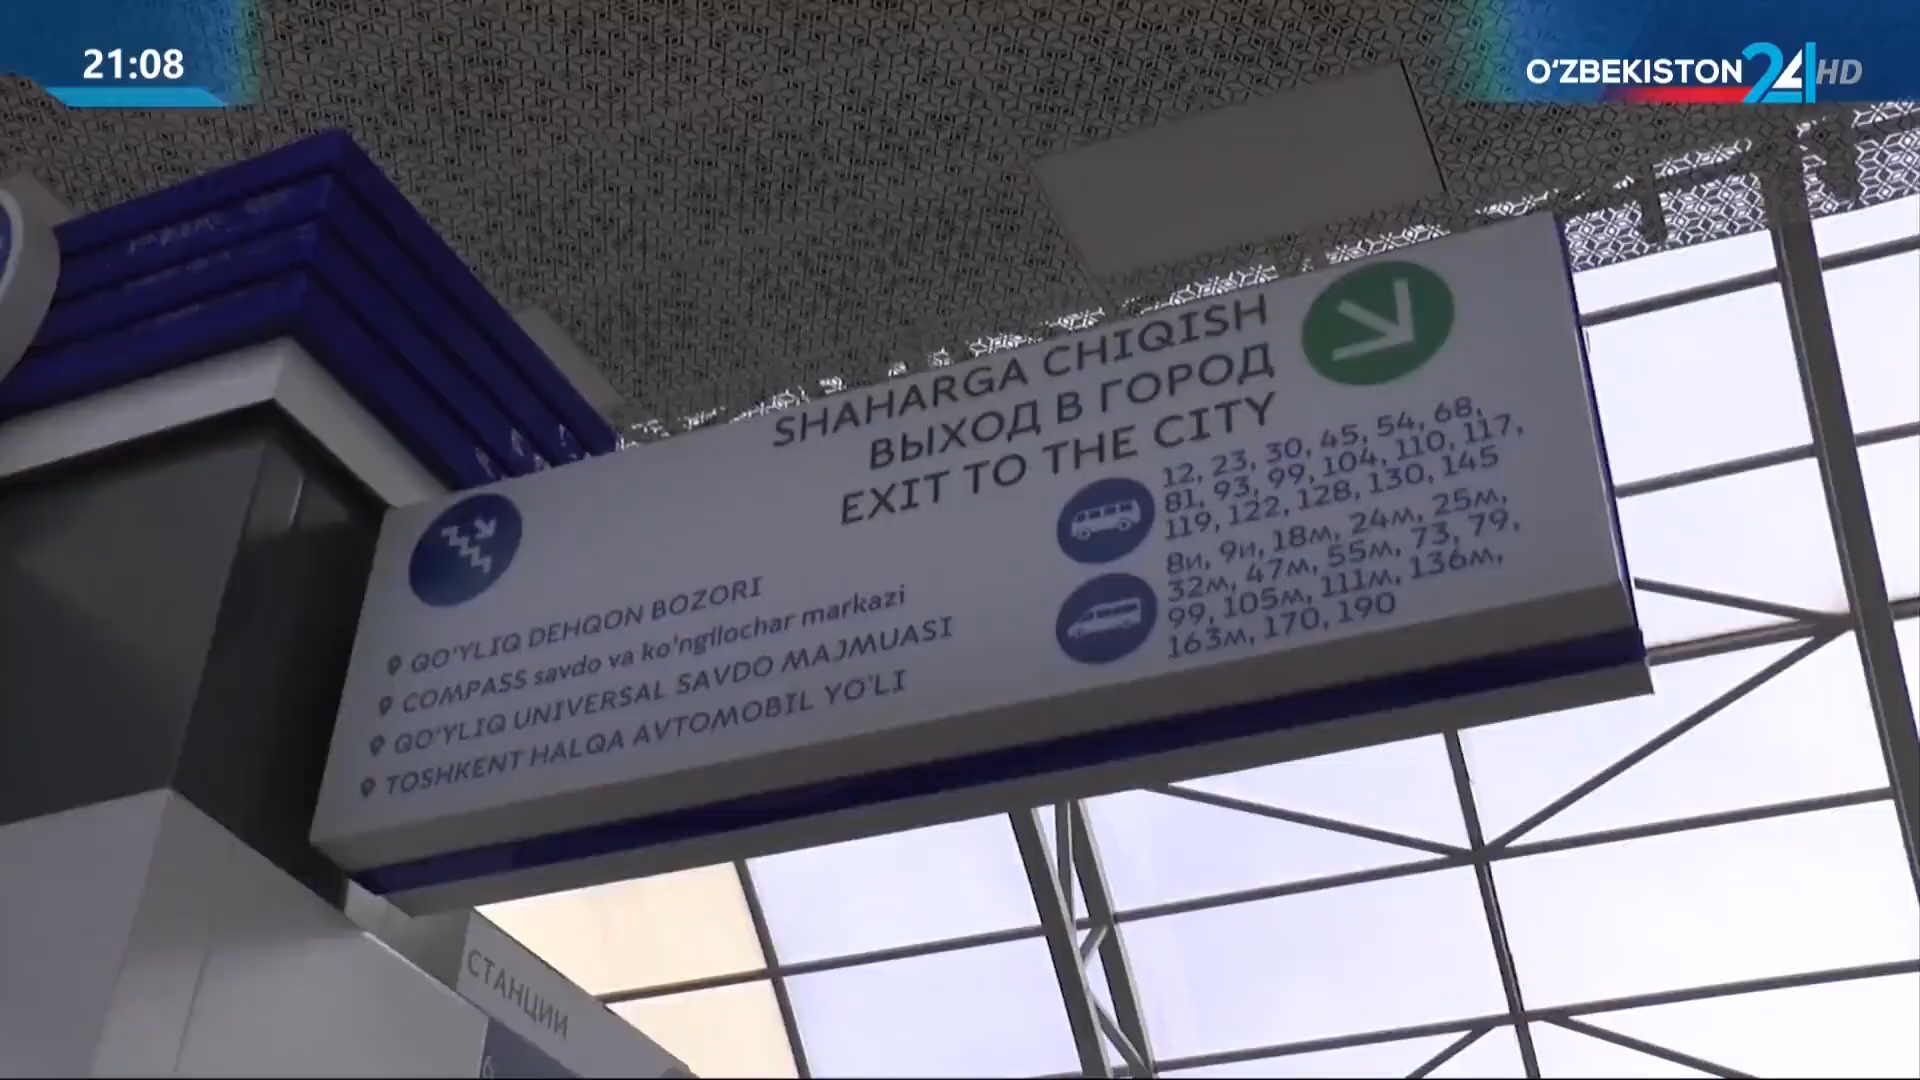 21:08
O'ZBEKISTON 24 HD
SHAHARGA CHIQISH
ВЫХОД В ГОРОД
EXIT TO THE CITY
12, 23, 30, 45, 54, 68,
81, 93, 99, 104, 110, 117,
119, 122, 128, 130, 145
8и, 9и, 18м, 24м, 25м,
32м, 47м, 55м, 73, 79,
99, 105м, 111м, 136м,
163м, 170, 190
QO'YLIQ DEHQON BOZORI
COMPASS savdo va ko'ngilochar markazi
QO'YLIQ UNIVERSAL SAVDO MAJMUASI
TOSHKENT HALQA AVTOMOBIL YO'LI
СТАНЦИИ
6